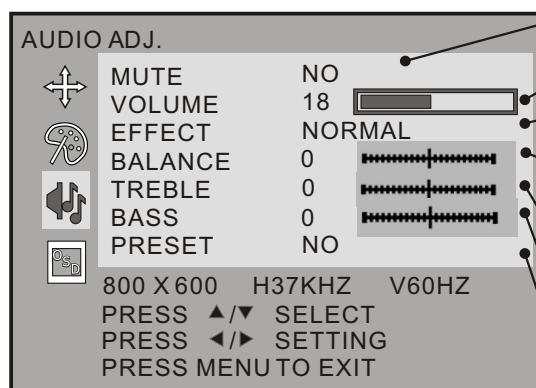 AUDIO ADJ.
MUTE NO
VOLUME 18
EFFECT NORMAL
BALANCE 0
TREBLE 0
BASS 0
PRESET NO
OSD
800 X 600 H37KHZ V60HZ
PRESS ▲/▼ SELECT
PRESS ◀/▶ SETTING
PRESS MENU TO EXIT